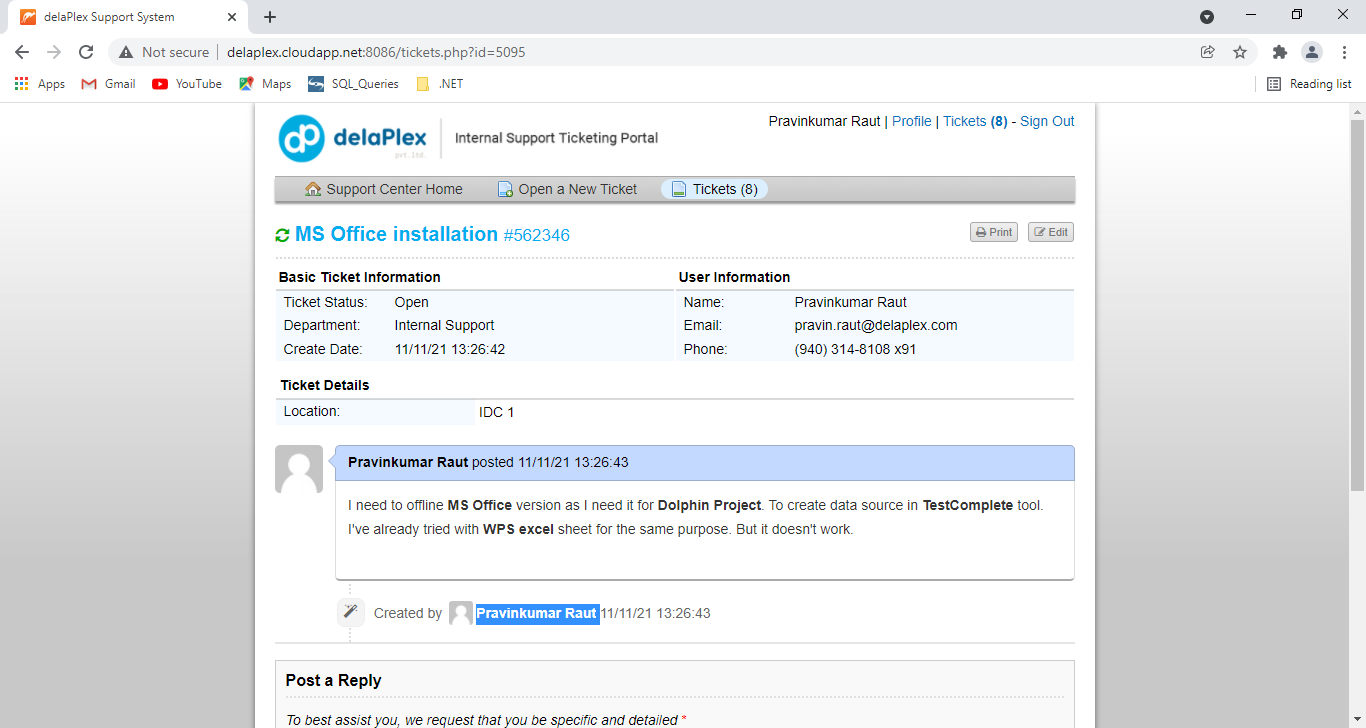 delaPlex Support System
Not secure
delaplex.cloudapp.net:8086/tickets.php?id=5095
Apps
Gmail
YouTube
Maps
SQL_Queries
.NET
Reading list
dp delaPlex
pvt.ltd.
Internal Support Ticketing Portal
Pravinkumar Raut | Profile | Tickets (8) - Sign Out
Support Center Home
Open a New Ticket
Tickets (8)
MS Office installation #562346
Print
Edit
Basic Ticket Information
Ticket Status: Open
Department: Internal Support
Create Date: 11/11/21 13:26:42
User Information
Name: Pravinkumar Raut
Email: pravin.raut@delaplex.com
Phone: (940) 314-8108 x91
Ticket Details
Location: IDC 1
Pravinkumar Raut posted 11/11/21 13:26:43
I need to offline MS Office version as I need it for Dolphin Project. To create data source in TestComplete tool.
I've already tried with WPS excel sheet for the same purpose. But it doesn't work.
Created by Pravinkumar Raut 11/11/21 13:26:43
Post a Reply
To best assist you, we request that you be specific and detailed *